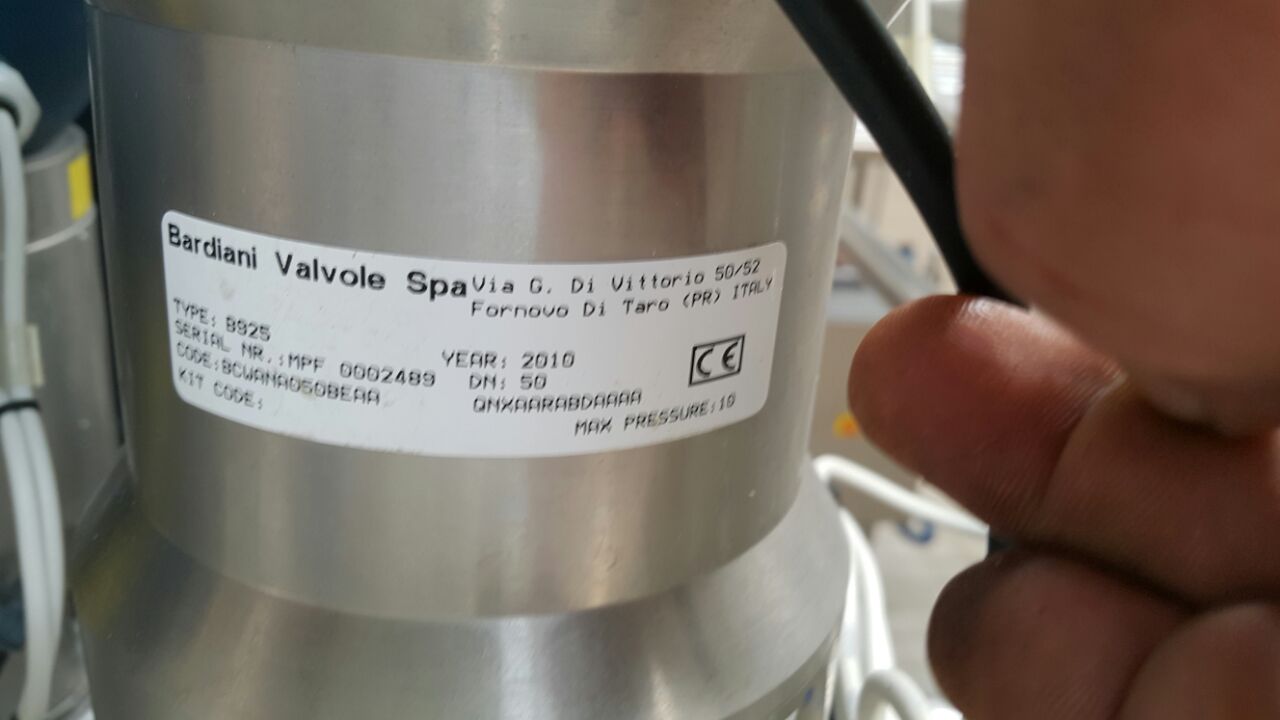 Bardiani Valvole Spa Via G. Di Vittorio 50/52
Fornovo Di Taro (PR) ITALY
TYPE: B925
SERIAL NR.:MPF 0002489 YEAR: 2010
CODE:BCWANA050BEAA DN: 50
KIT CODE: QNXAARABDAAAA
MAX PRESSURE:10
CE